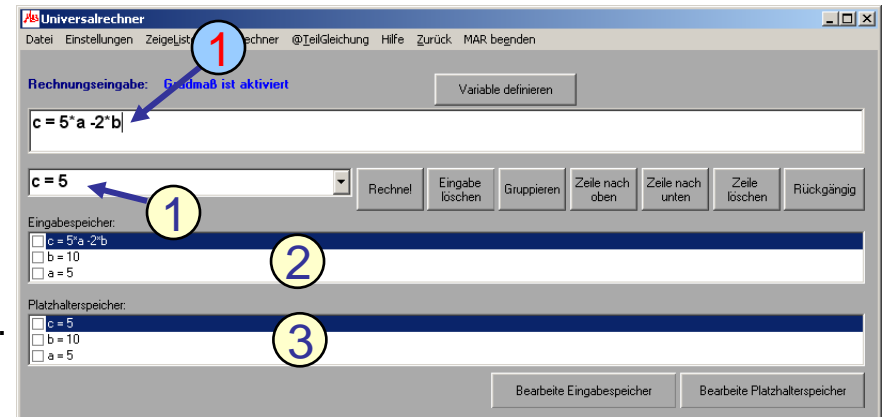 Universalrechner
Datei Einstellungen ZeigeListe echner @TeilGleichung Hilfe Zurück MAR beenden
1
Rechnungseingabe: Gradmaß ist aktiviert
Variable definieren
c = 5*a -2*b
c = 5
Rechne! Eingabe löschen Gruppieren Zeile nach oben Zeile nach unten Zeile löschen Rückgängig
1
Eingabespeicher:
c = 5*a -2*b
b = 10
a = 5
2
Platzhalterspeicher:
c = 5
b = 10
a = 5
3
.
Bearbeite Eingabespeicher Bearbeite Platzhalterspeicher